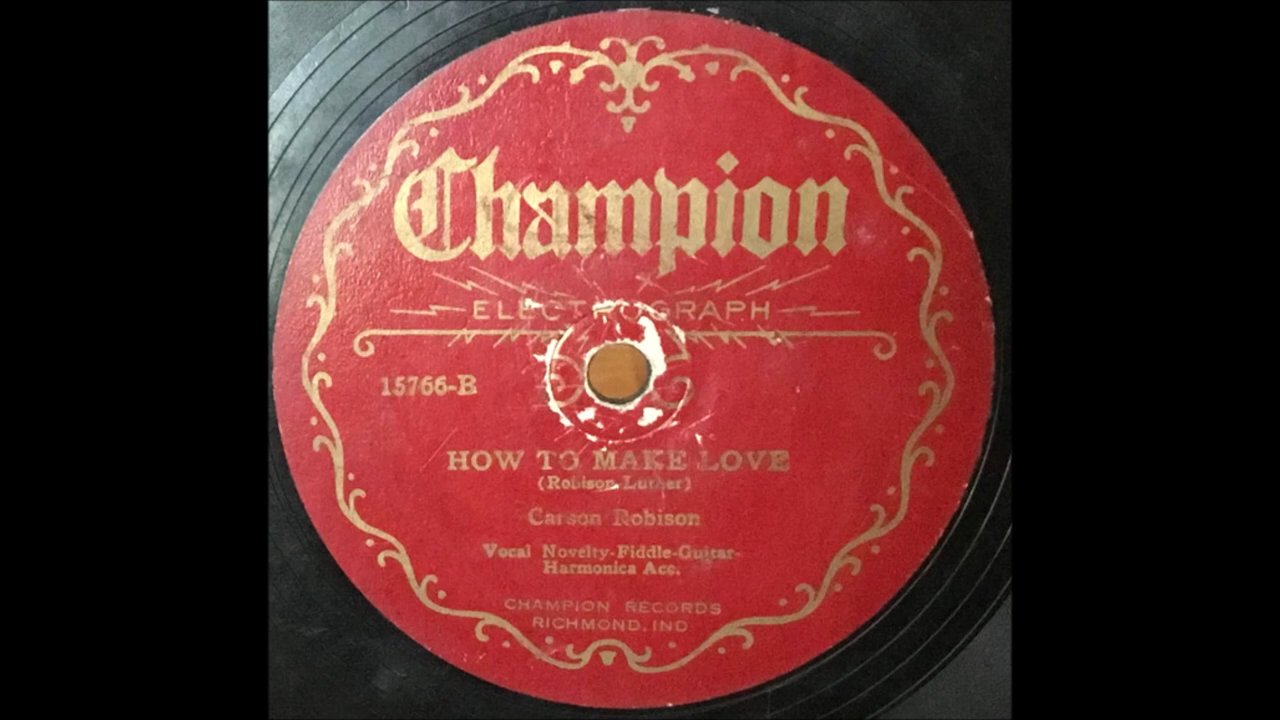 Champion
ELECTROGRAPH
15766-B
HOW TO MAKE LOVE
(Robison-Luther)
Carson Robison
Vocal Novelty-Fiddle-Guitar-
Harmonica Acc.
CHAMPION RECORDS
RICHMOND, IND